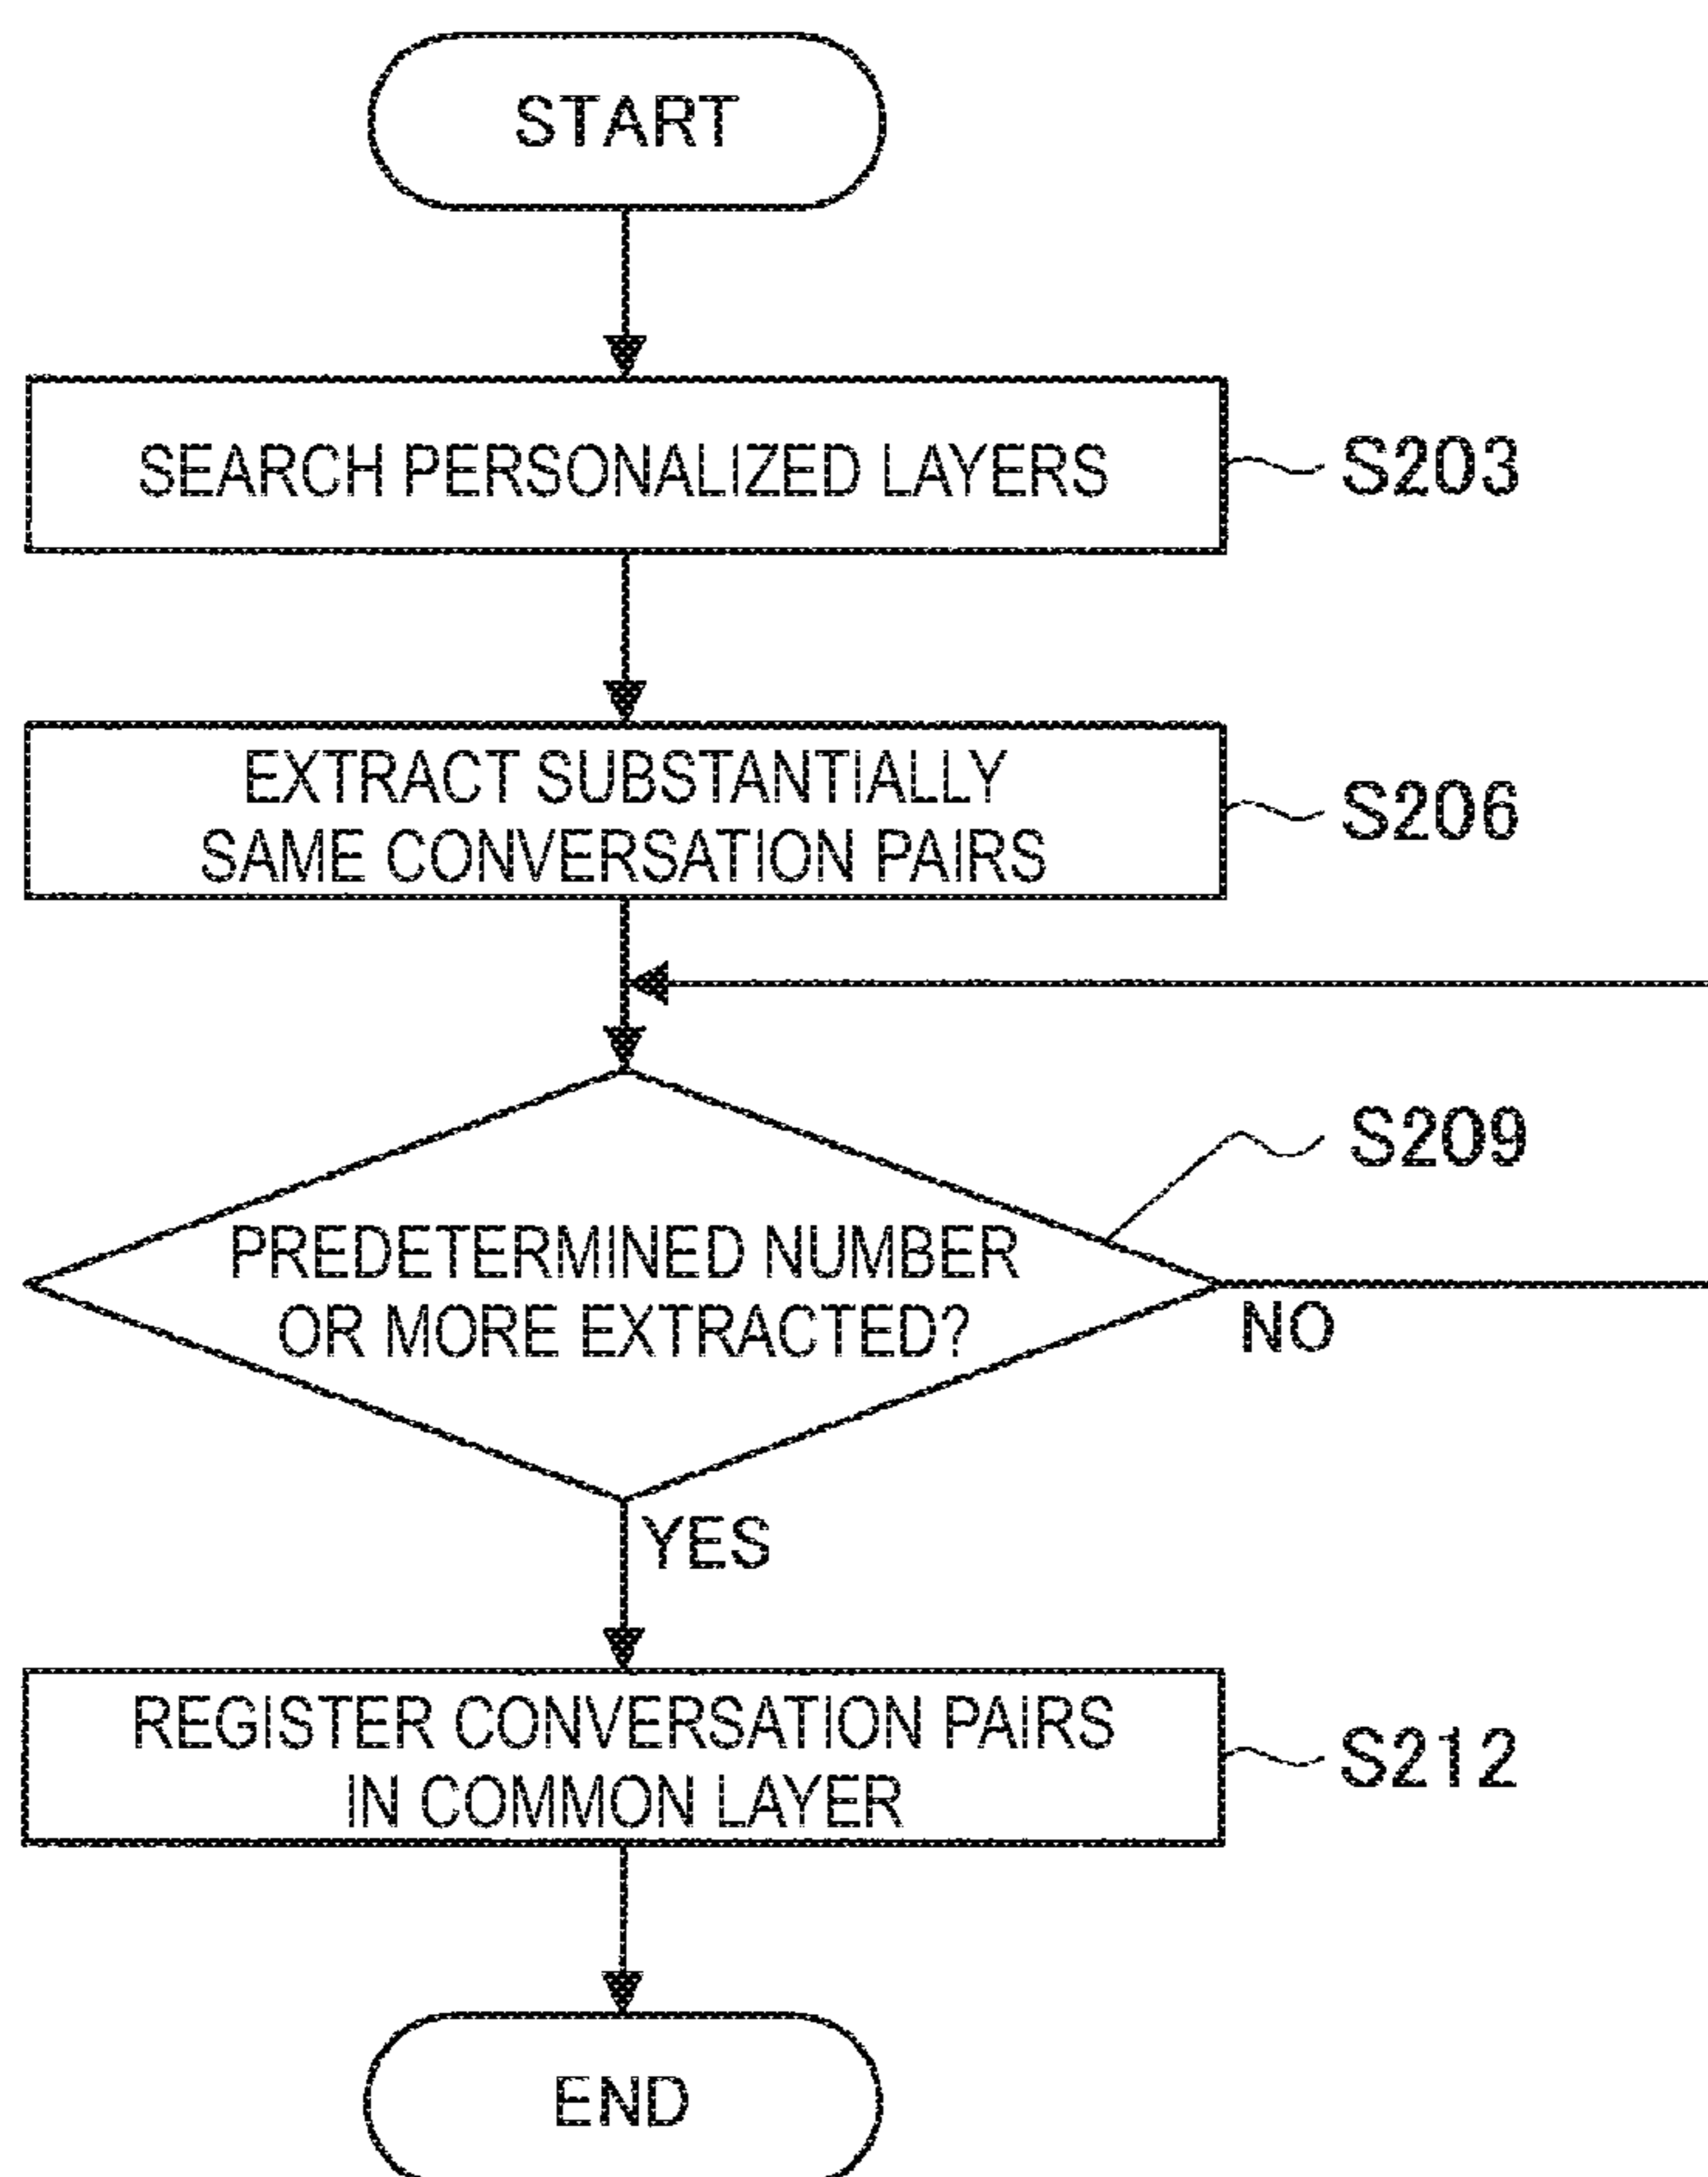 START
SEARCH PERSONALIZED LAYERS
S203
EXTRACT SUBSTANTIALLY
SAME CONVERSATION PAIRS
S206
S209
PREDETERMINED NUMBER
OR MORE EXTRACTED?
NO
YES
REGISTER CONVERSATION PAIRS
IN COMMON LAYER
S212
END